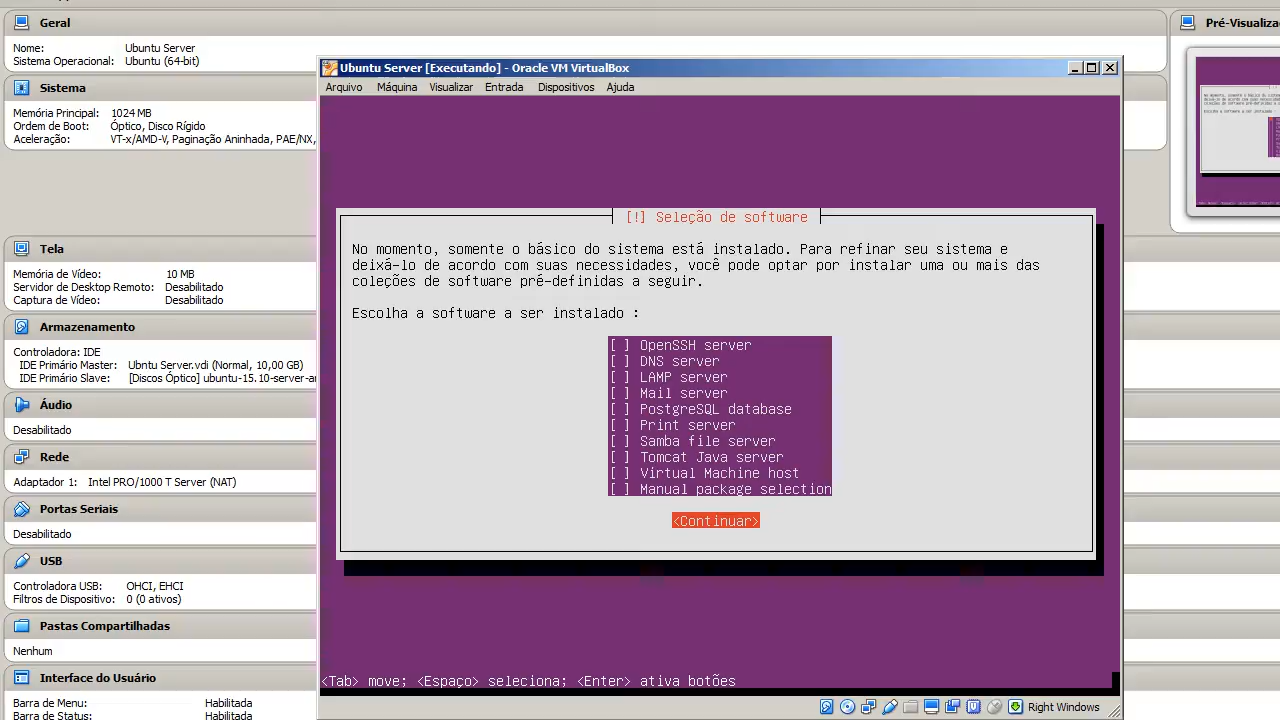 Geral
Pré-Visualiza
Nome: Ubuntu Server
Sistema Operacional: Ubuntu (64-bit)
Sistema
Memória Principal: 1024 MB
Ordem de Boot: Óptico, Disco Rígido
Aceleração: VT-x/AMD-V, Paginação Aninhada, PAE/NX,
Tela
Memória de Vídeo: 10 MB
Servidor de Desktop Remoto: Desabilitado
Captura de Vídeo: Desabilitado
Armazenamento
Controladora: IDE
IDE Primário Master: Ubntu Server.vdi (Normal, 10,00 GB)
IDE Primário Slave: [Discos Óptico] ubuntu-15.10-server-a
Áudio
Desabilitado
Rede
Adaptador 1: Intel PRO/1000 T Server (NAT)
Portas Seriais
Desabilitado
USB
Controladora USB: OHCI, EHCI
Filtros de Dispositivo: 0 (0 ativos)
Pastas Compartilhadas
Nenhum
Interface do Usuário
Barra de Menu: Habilitada
Barra de Status: Habilitada
Ubuntu Server [Executando] - Oracle VM VirtualBox
Arquivo Máquina Visualizar Entrada Dispositivos Ajuda
[!] Seleção de software
No momento, somente o básico do sistema está instalado. Para refinar seu sistema e
deixá-lo de acordo com suas necessidades, você pode optar por instalar uma ou mais das
coleções de software pré-definidas a seguir.
Escolha a software a ser instalado :
[ ] OpenSSH server
[ ] DNS server
[ ] LAMP server
[ ] Mail server
[ ] PostgreSQL database
[ ] Print server
[ ] Samba file server
[ ] Tomcat Java server
[ ] Virtual Machine host
[ ] Manual package selection
<Continuar>
<Tab> move; <Espaço> seleciona; <Enter> ativa botões
Right Windows